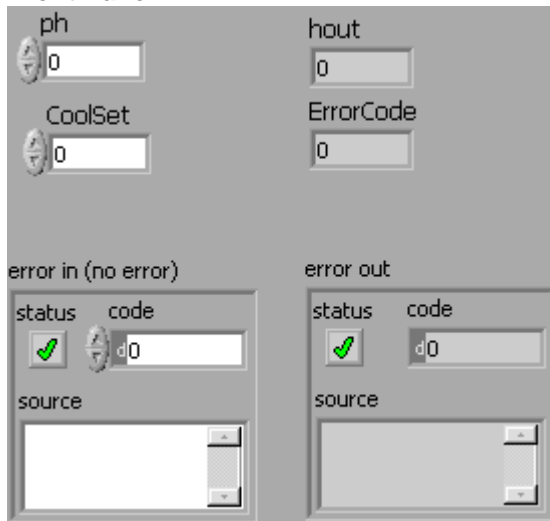 ph
hout
0
0
CoolSet
ErrorCode
0
0
error in (no error)
error out
status code
status code
d0
d0
source
source